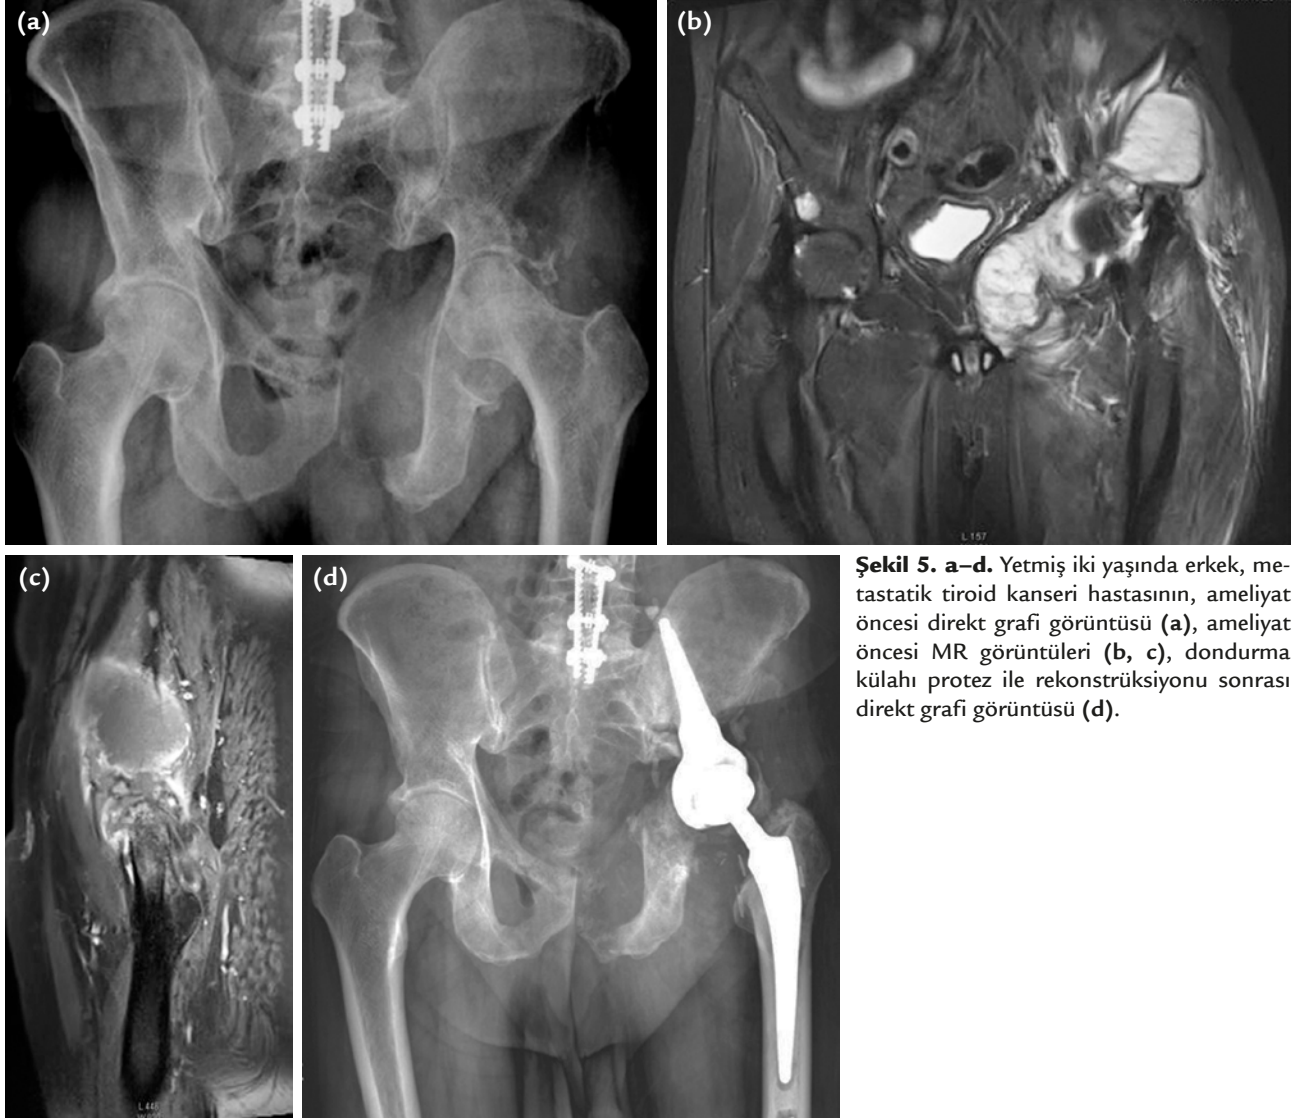 (a)
(b)
L 157
(c)
(d)
L 448
Şekil 5. a–d. Yetmiş iki yaşında erkek, me-
tastatik tiroid kanseri hastasının, ameliyat
öncesi direkt grafi görüntüsü (a), ameliyat
öncesi MR görüntüleri (b, c), dondurma
külahı protez ile rekonstrüksiyonu sonrası
direkt grafi görüntüsü (d).